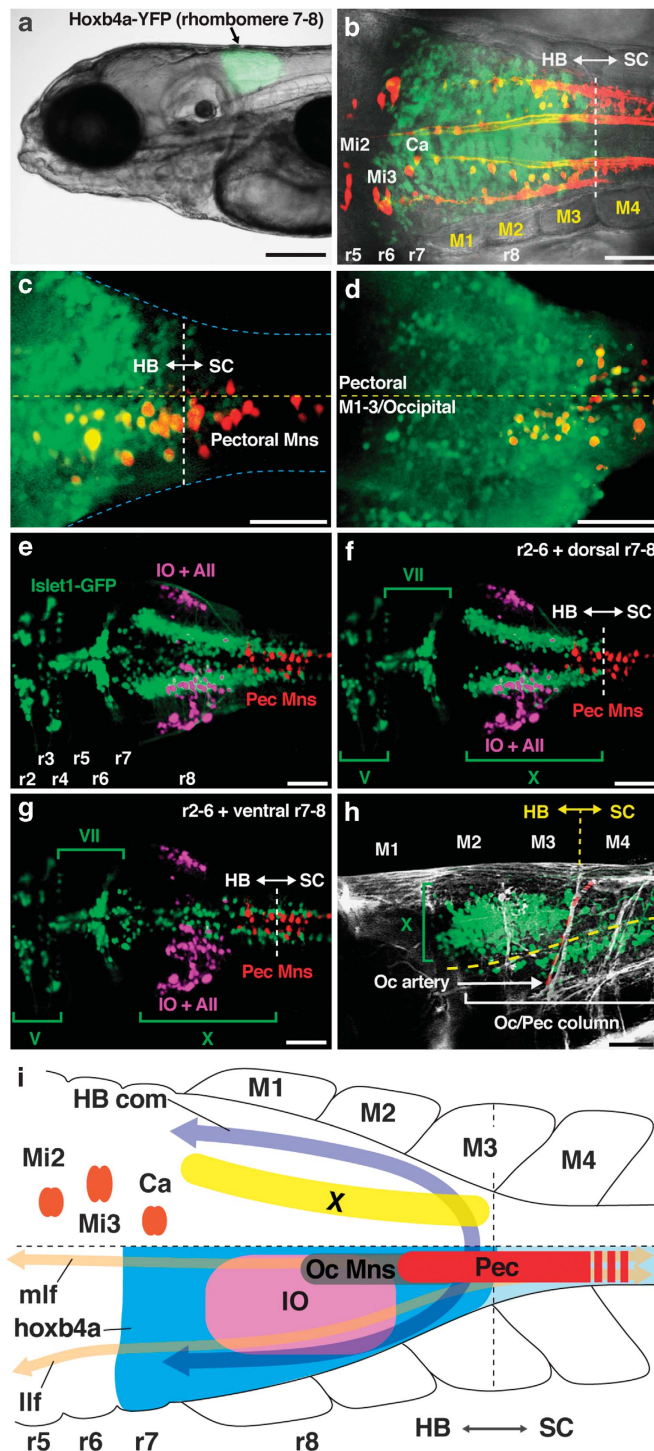 a
Hoxb4a-YFP (rhombomere 7-8)
b
HB SC
Mi2
Ca
Mi3
M1 M2 M3 M4
r5 r6 r7 r8
c
HB SC
Pectoral Mns
d
Pectoral
M1-3/Occipital
e
IO + AII
Islet1-GFP
Pec Mns
r3 r5 r7
r2 r4 r6 r8
f
r2-6 + dorsal r7-8
VII
HB SC
Pec Mns
IO + AII
V X
g
r2-6 + ventral r7-8
VII
HB SC
Pec Mns
IO + AII
V X
h
HB SC
M1 M2 M3 M4
X
Oc artery
Oc/Pec column
i
M1
HB com
M2
M3
M4
Mi2
Ca
Mi3
X
mlf
Oc Mns Pec
IO
hoxb4a
llf
r5 r6 r7 r8
HB SC